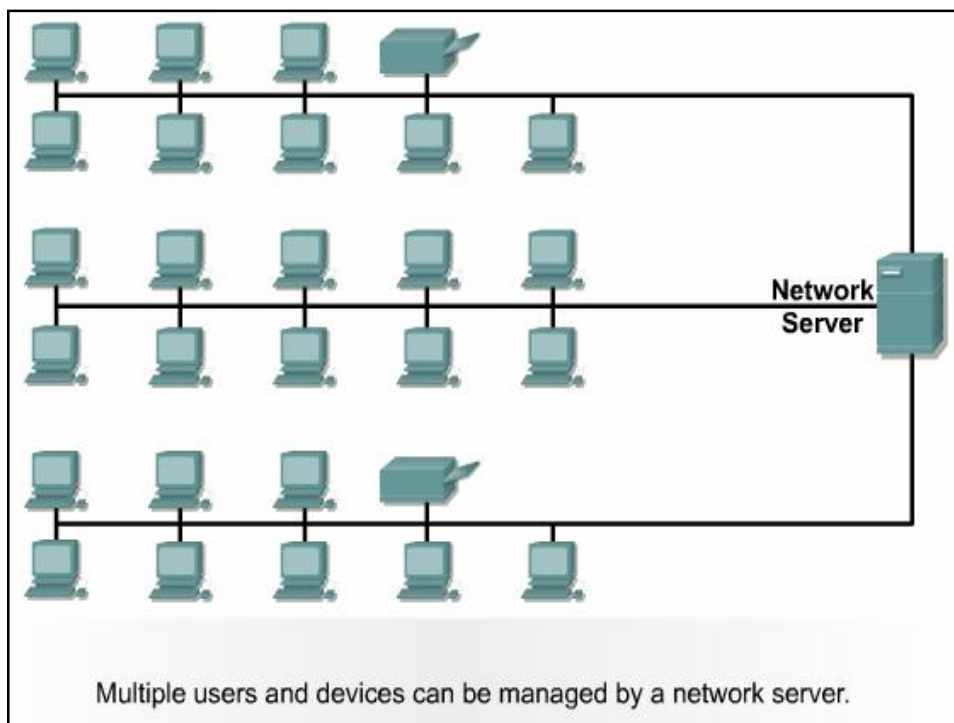 Network
Server
Multiple users and devices can be managed by a network server.